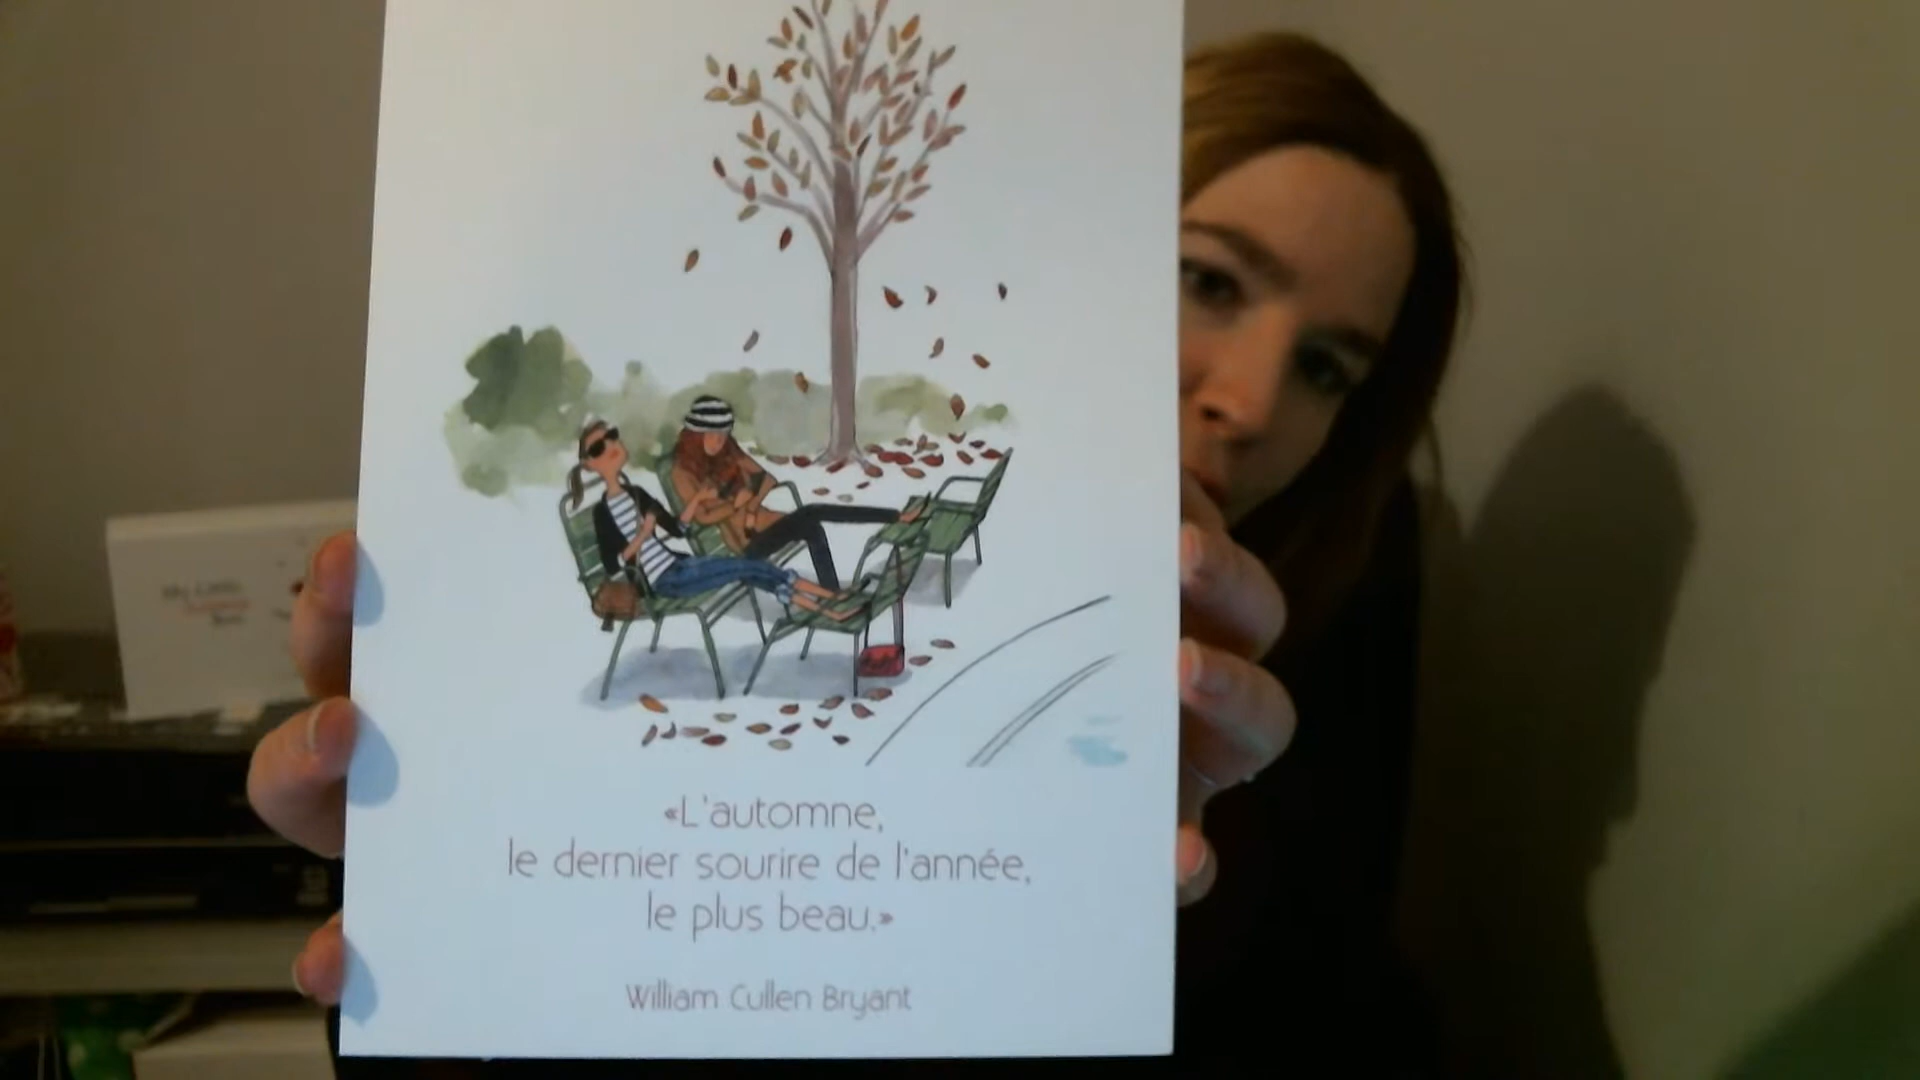 «L'automne,
le dernier sourire de l'année,
le plus beau.»
William Cullen Bryant